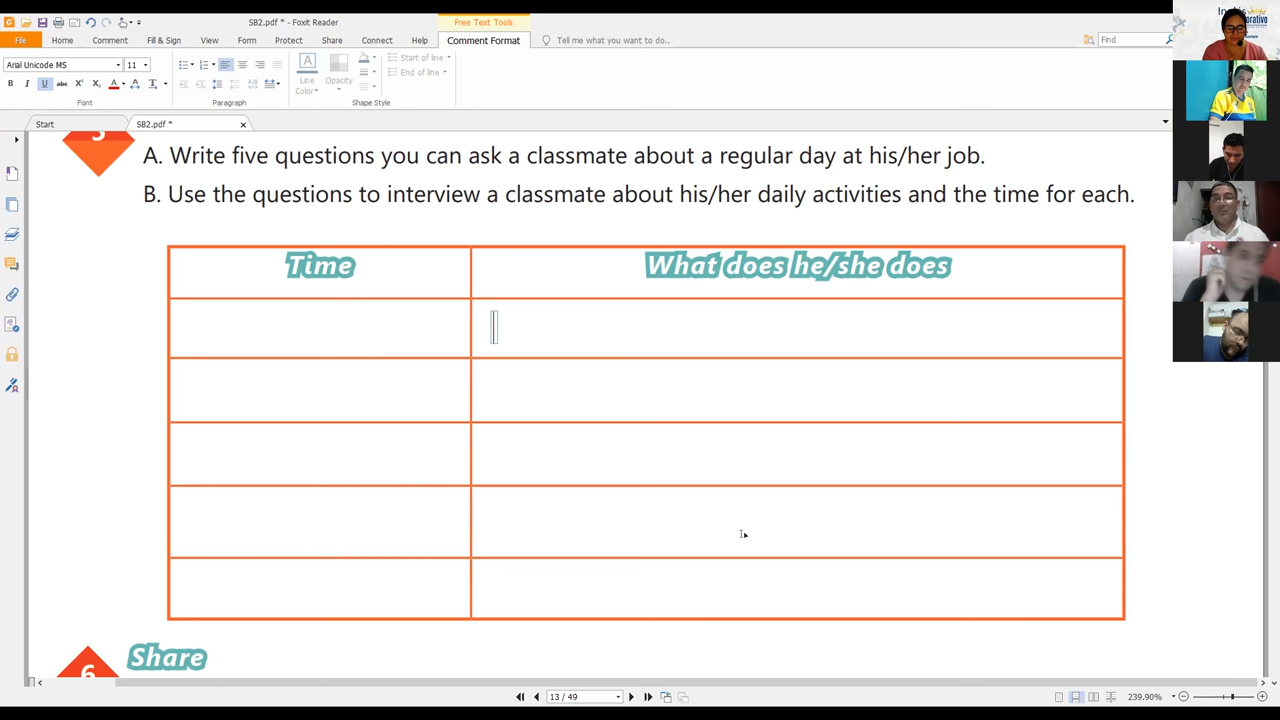 SB2.pdf * - Foxit Reader
Free Text Tools
File
Home
Comment
Fill & Sign
View
Form
Protect
Share
Connect
Help
Comment Format
Tell me what you want to do..
Find
Arial Unicode MS
11
B I U abc A
Font
Paragraph
Line Color
Opacity
Start of line
End of line
Shape Style
Start
SB2.pdf *
A. Write five questions you can ask a classmate about a regular day at his/her job.
B. Use the questions to interview a classmate about his/her daily activities and the time for each.
Time
What does he/she does
6
Share
13 / 49
239.90%